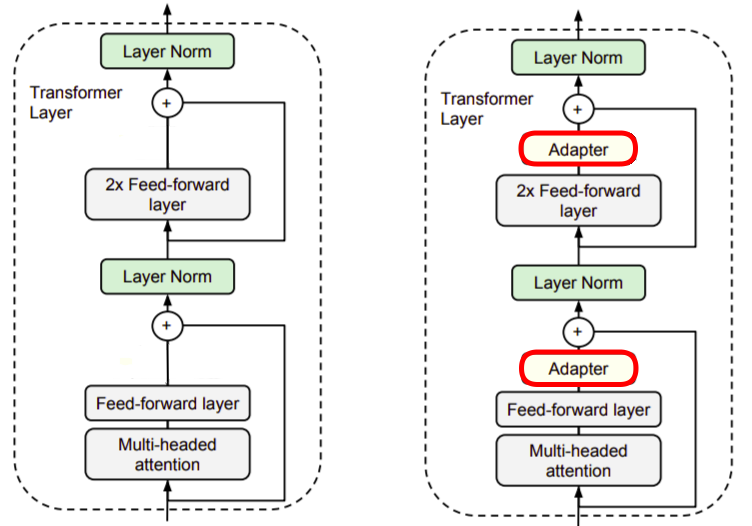 Layer Norm
Transformer
Layer
+
2x Feed-forward
layer
Layer Norm
+
Feed-forward layer
Multi-headed
attention
Layer Norm
Transformer
Layer
+
Adapter
2x Feed-forward
layer
Layer Norm
+
Adapter
Feed-forward layer
Multi-headed
attention